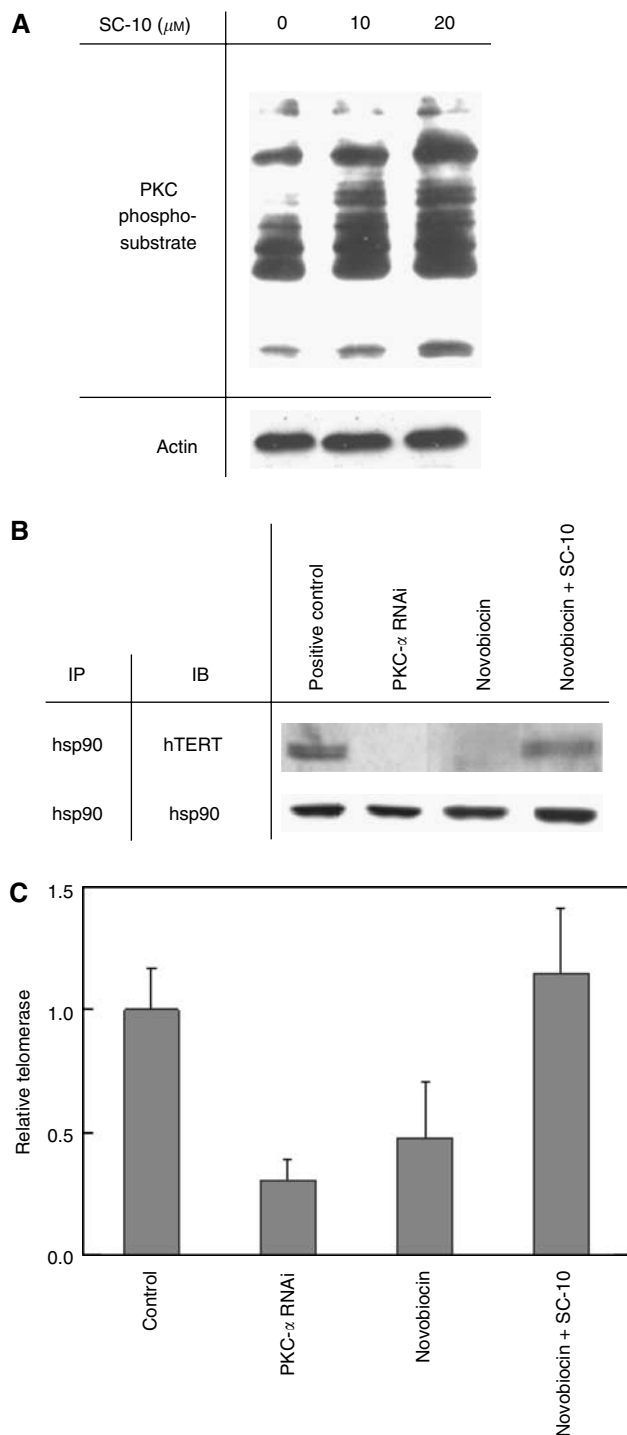 A
SC-10 (μM) 0 10 20
PKC
phospho-
substrate
Actin
B
IP IB Positive control PKC-α RNAi Novobiocin Novobiocin + SC-10
hsp90 hTERT
hsp90 hsp90
C
Relative telomerase
1.5
1.0
0.5
0.0
Control PKC-α RNAi Novobiocin Novobiocin + SC-10